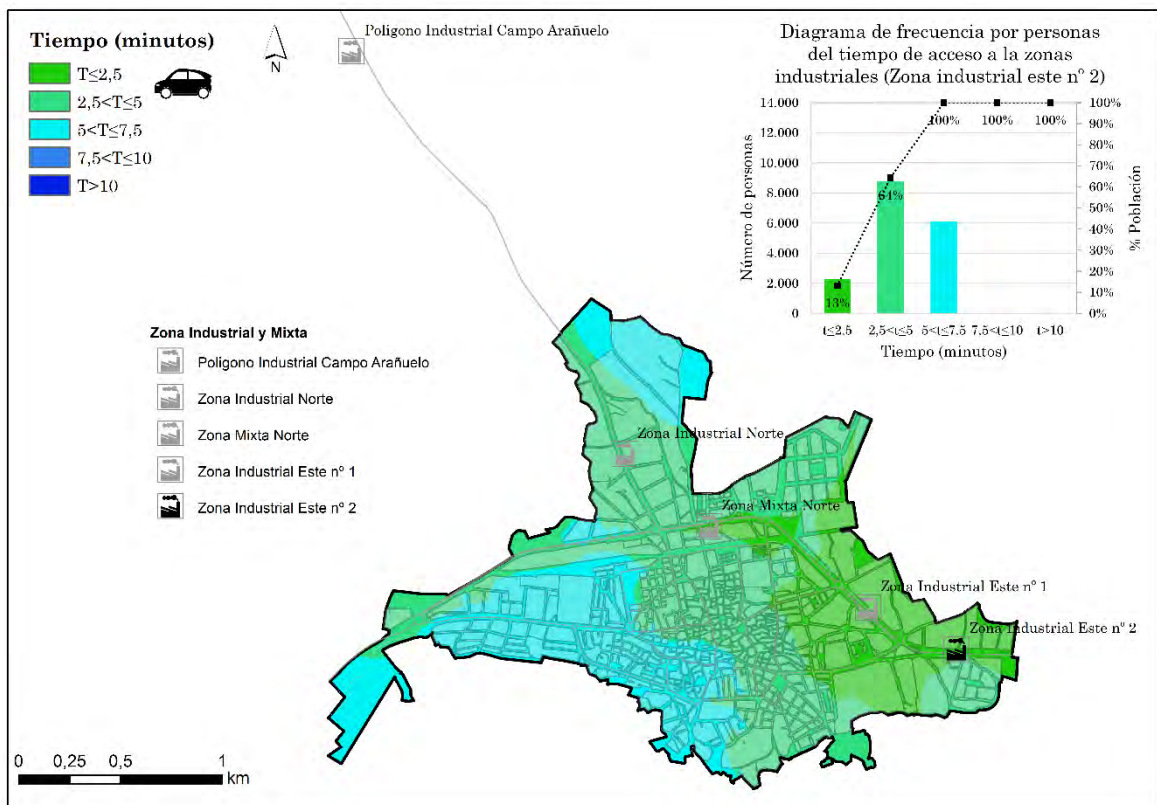 Tiempo (minutos)
T≤2,5
2,5<T≤5
5<T≤7,5
7,5<T≤10
T>10
N
Poligono Industrial Campo Arañuelo
Diagrama de frecuencia por personas
del tiempo de acceso a la zonas
industriales (Zona industrial este nº 2)
Número de personas
14.000
12.000
10.000
8.000
6.000
4.000
2.000
0
100%
90%
80%
70%
60%
50%
40%
30%
20%
10%
0%
% Población
13%
64%
100%
100%
100%
t≤2.5
2,5<t≤5
5<t≤7.5
7.5<t≤10
t>10
Tiempo (minutos)
Zona Industrial y Mixta
Poligono Industrial Campo Arañuelo
Zona Industrial Norte
Zona Mixta Norte
Zona Industrial Este nº 1
Zona Industrial Este nº 2
Zona Industrial Norte
Zona Mixta Norte
Zona Industrial Este nº 1
Zona Industrial Este nº 2
0
0,25
0,5
1
km